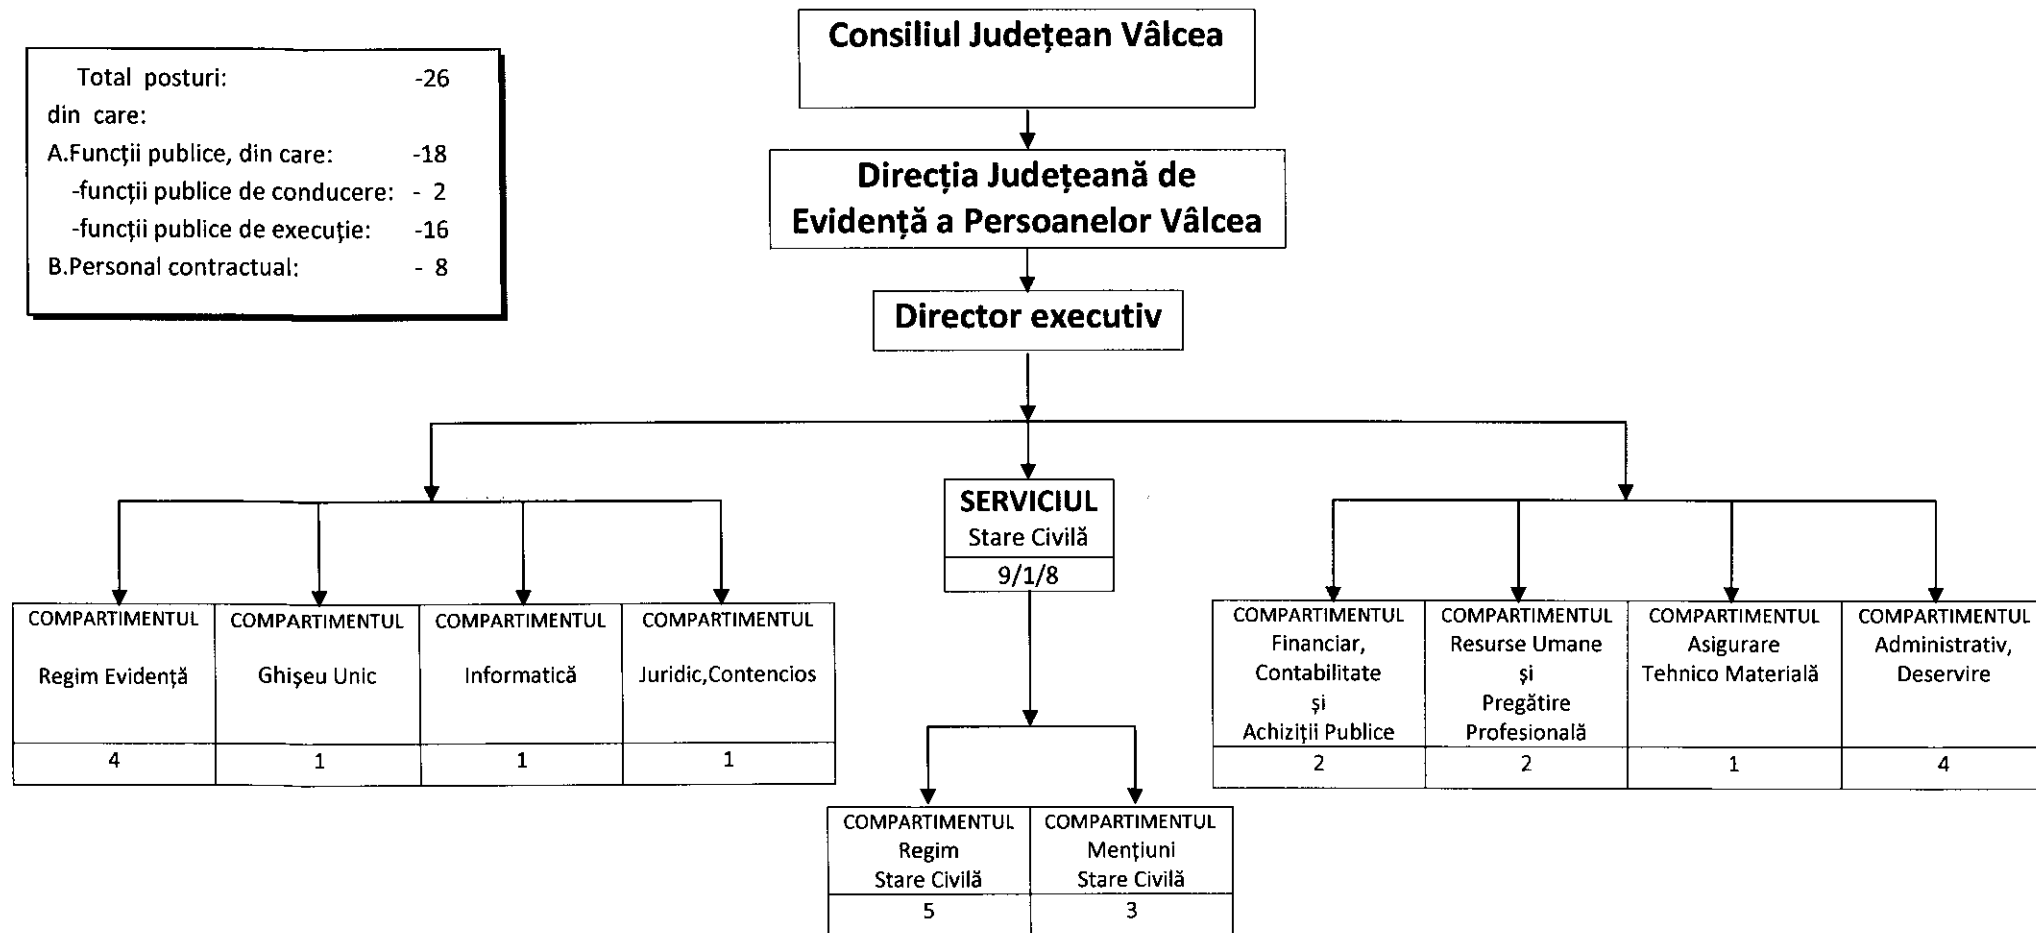 Consiliul Județean Vâlcea
Total posturi: -26
din care:
A.Funcții publice, din care: -18
-funcții publice de conducere: - 2
-funcții publice de execuție: -16
B.Personal contractual: - 8
Direcția Județeană de
Evidență a Persoanelor Vâlcea
Director executiv
SERVICIUL
Stare Civilă
9/1/8
COMPARTIMENTUL
Regim Evidență
4
COMPARTIMENTUL
Ghișeu Unic
1
COMPARTIMENTUL
Informatică
1
COMPARTIMENTUL
Juridic,Contencios
1
COMPARTIMENTUL
Financiar,
Contabilitate
și
Achiziții Publice
2
COMPARTIMENTUL
Resurse Umane
și
Pregătire
Profesională
2
COMPARTIMENTUL
Asigurare
Tehnico Materială
1
COMPARTIMENTUL
Administrativ,
Deservire
4
COMPARTIMENTUL
Regim
Stare Civilă
5
COMPARTIMENTUL
Mențiuni
Stare Civilă
3